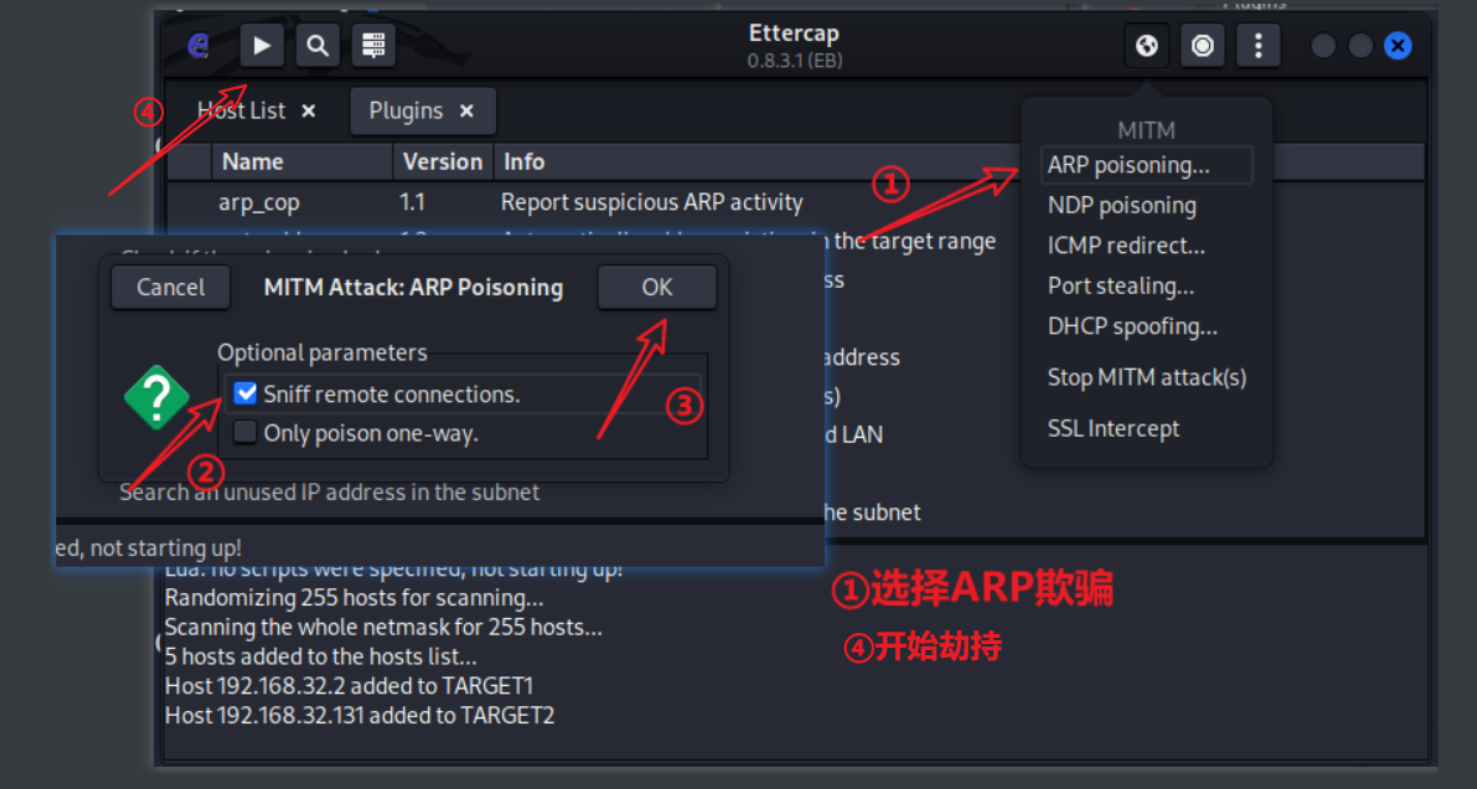 Plugins
Ettercap
0.8.3.1 (EB)
④
Host List ×
Plugins ×
MITM
ARP poisoning...
NDP poisoning
ICMP redirect...
Port stealing...
DHCP spoofing...
Stop MITM attack(s)
SSL Intercept
①
Name Version Info
arp_cop 1.1 Report suspicious ARP activity
the target range
ss
address
s)
d LAN
he subnet
Cancel MITM Attack: ARP Poisoning OK
Optional parameters
Sniff remote connections.
③
Only poison one-way.
②
Search an unused IP address in the subnet
ed, not starting up!
Lua: no scripts were specified, not starting up!
Randomizing 255 hosts for scanning...
Scanning the whole netmask for 255 hosts...
5 hosts added to the hosts list...
Host 192.168.32.2 added to TARGET1
Host 192.168.32.131 added to TARGET2
①选择ARP欺骗
④开始劫持